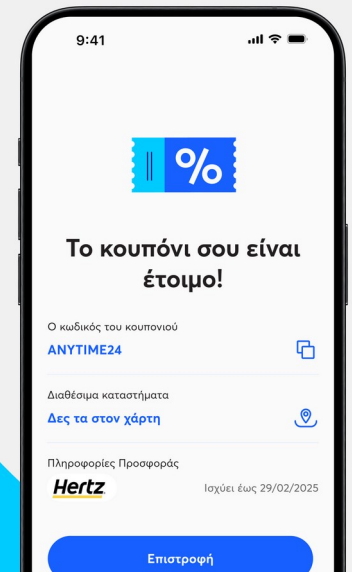 9:41
%
Το κουπόνι σου είναι
έτοιμο!
Ο κωδικός του κουπονιού
ANYTIME24
Διαθέσιμα καταστήματα
Δες τα στον χάρτη
Πληροφορίες Προσφοράς
Hertz. Ισχύει έως 29/02/2025
Επιστροφή